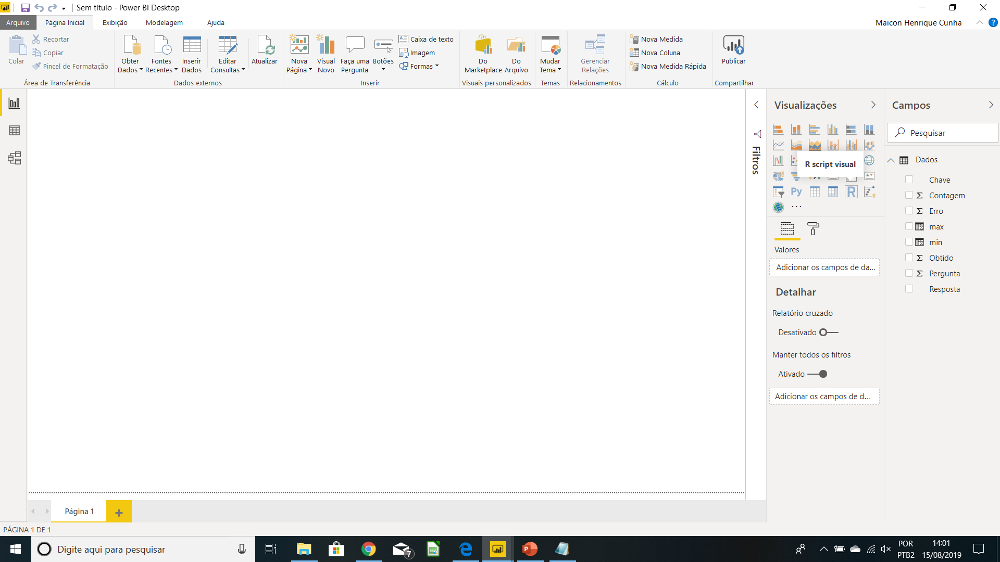 Sem título - Power BI Desktop
Arquivo Página Inicial Exibição Modelagem Ajuda Maicon Henrique Cunha ?
Colar
Recortar
Copiar
Pincel de Formatação
Área de Transferência
Obter
Dados
Fontes
Recentes
Inserir
Dados
Editar
Consultas
Atualizar
Dados externos
Nova
Página
Visual
Novo
Faça uma
Pergunta
Botões
Caixa de texto
Imagem
Formas
Inserir
Do
Marketplace
Do
Arquivo
Visuais personalizados
Mudar
Tema
Temas
Gerenciar
Relações
Relacionamentos
Nova Medida
Nova Coluna
Nova Medida Rápida
Cálculo
Publicar
Compartilhar
Filtros
Visualizações
R script visual
Py R
...
Valores
Adicionar os campos de da...
Detalhar
Relatório cruzado
Desativado
Manter todos os filtros
Ativado
Adicionar os campos de d...
Campos
Pesquisar
Dados
Chave
Σ Contagem
Σ Erro
max
min
Σ Obtido
Σ Pergunta
Resposta
Página 1 +
PÁGINA 1 DE 1
Digite aqui para pesquisar
7
POR
PTB2
14:01
15/08/2019